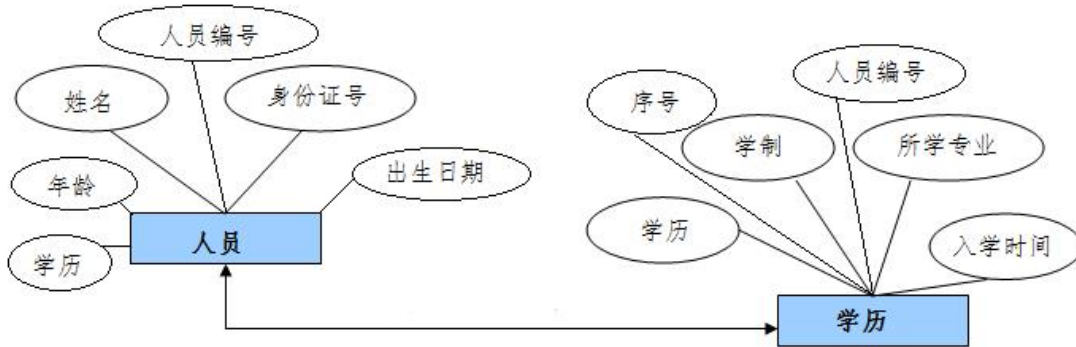 人员编号
姓名
身份证号
年龄
出生日期
学历
人员
序号
人员编号
学制
所学专业
学历
入学时间
学历